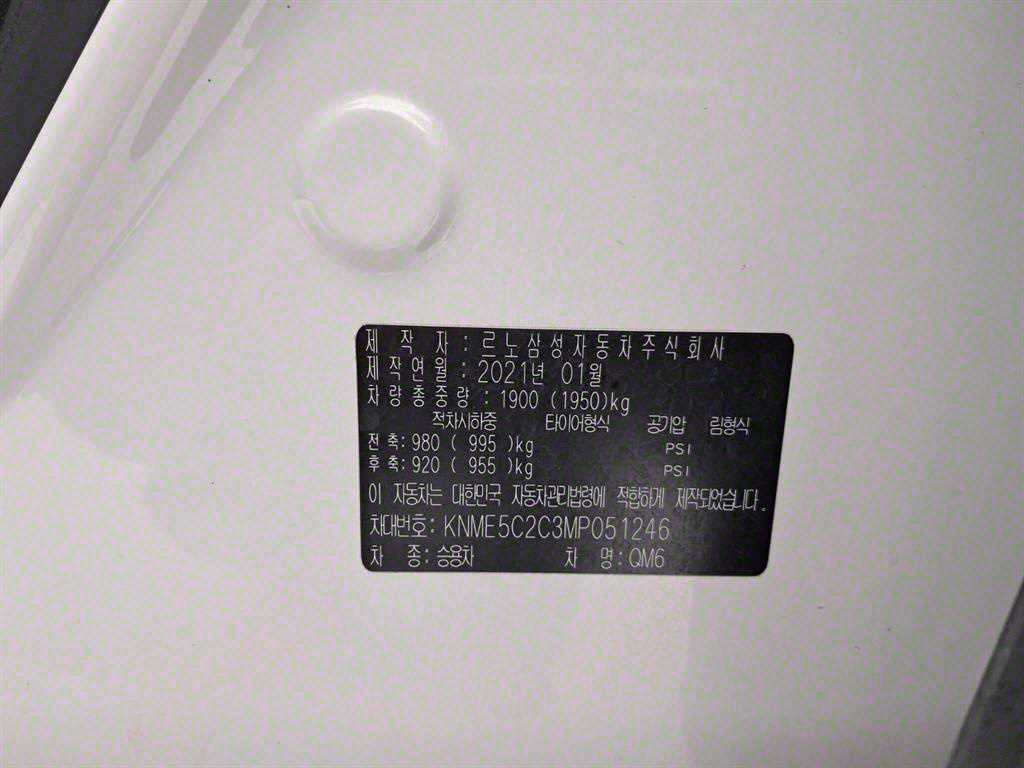 제 작 자 : 르노삼성자동차주식회사
제작연월 : 2021년 01월
차량총중량 : 1900 (1950)kg
적차시하중 타이어형식 공기압 림형식
전 축 : 980 ( 995 )kg PSI
후 축 : 920 ( 955 )kg PSI
이 자동차는 대한민국 자동차관리법령에 적합하게 제작되었습니다.
차대번호 : KNME5C2C3MP051246
차 종 : 승용차 차 명 : QM6